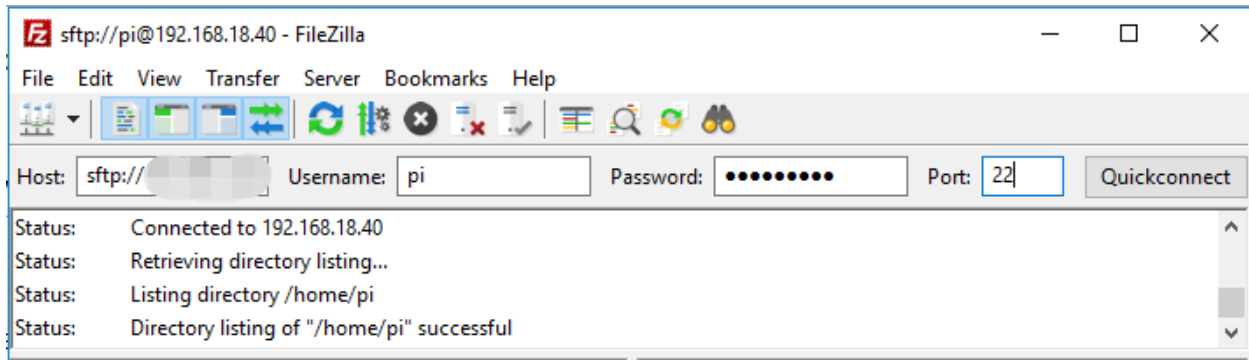 sftp://pi@192.168.18.40 - FileZilla
File Edit View Transfer Server Bookmarks Help
Host: sftp:// Username: pi Password: ●●●●●●●●● Port: 22 Quickconnect
Status: Connected to 192.168.18.40
Status: Retrieving directory listing...
Status: Listing directory /home/pi
Status: Directory listing of "/home/pi" successful